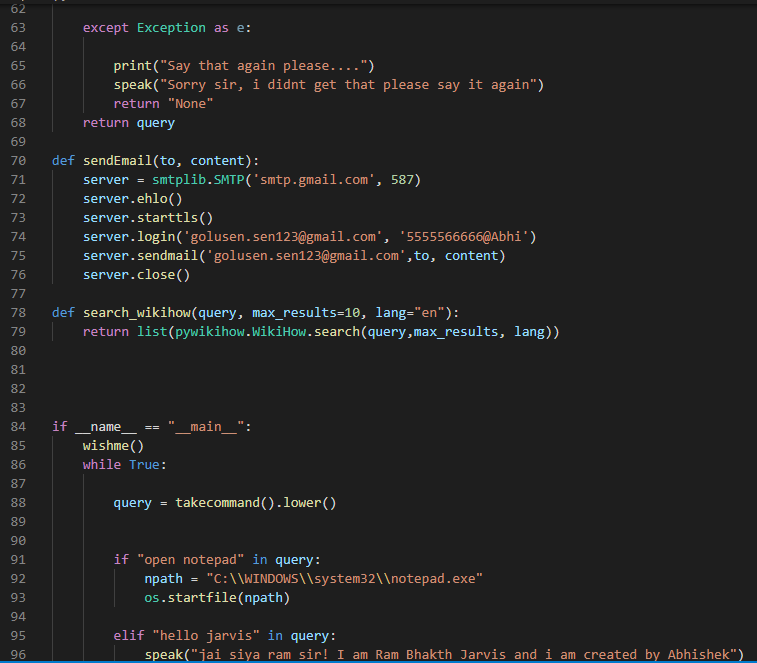 62
63 except Exception as e:
64
65 print("Say that again please....")
66 speak("Sorry sir, i didnt get that please say it again")
67 return "None"
68 return query
69
70 def sendEmail(to, content):
71 server = smtplib.SMTP('smtp.gmail.com', 587)
72 server.ehlo()
73 server.starttls()
74 server.login('golusen.sen123@gmail.com', '5555566666@Abhi')
75 server.sendmail('golusen.sen123@gmail.com',to, content)
76 server.close()
77
78 def search_wikihow(query, max_results=10, lang="en"):
79 return list(pywikihow.WikiHow.search(query,max_results, lang))
80
81
82
83
84 if __name__ == "__main__":
85 wishme()
86 while True:
87
88 query = takecommand().lower()
89
90
91 if "open notepad" in query:
92 npath = "C:\\WINDOWS\\system32\\notepad.exe"
93 os.startfile(npath)
94
95 elif "hello jarvis" in query:
96 speak("jai siya ram sir! I am Ram Bhakth Jarvis and i am created by Abhishek")